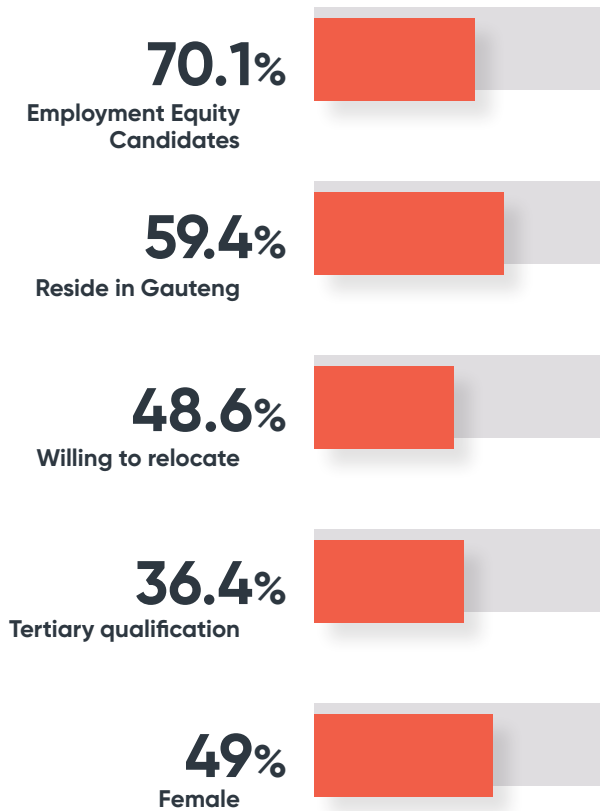 70.1%
Employment Equity
Candidates
59.4%
Reside in Gauteng
48.6%
Willing to relocate
36.4%
Tertiary qualification
49%
Female